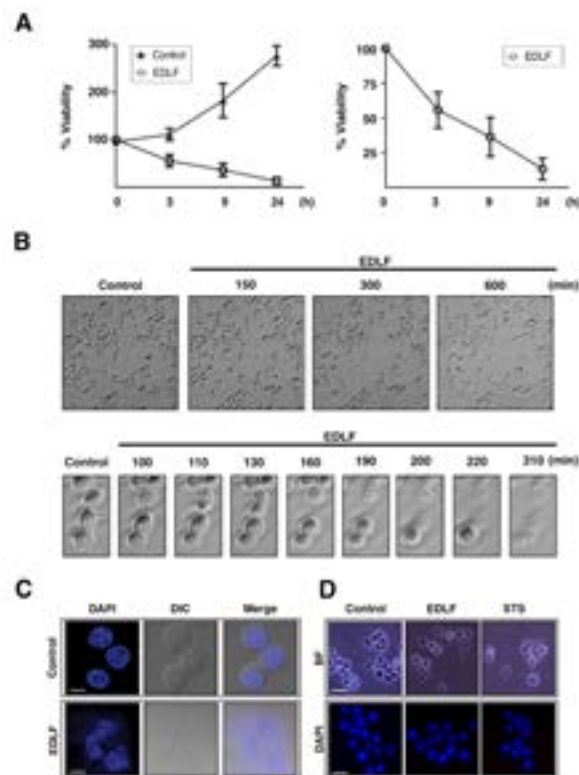 A
300
200
100
% Viability
Control
EDLF
0 3 9 24 (h)
100
75
50
25
% Viability
EDLF
0 3 9 24 (h)
B
EDLF
Control 150 300 600 (min)
EDLF
Control 100 110 130 160 190 200 220 310 (min)
C
DAPI DIC Merge
Control
EDLF
D
Control EDLF STS
BF
DAPI